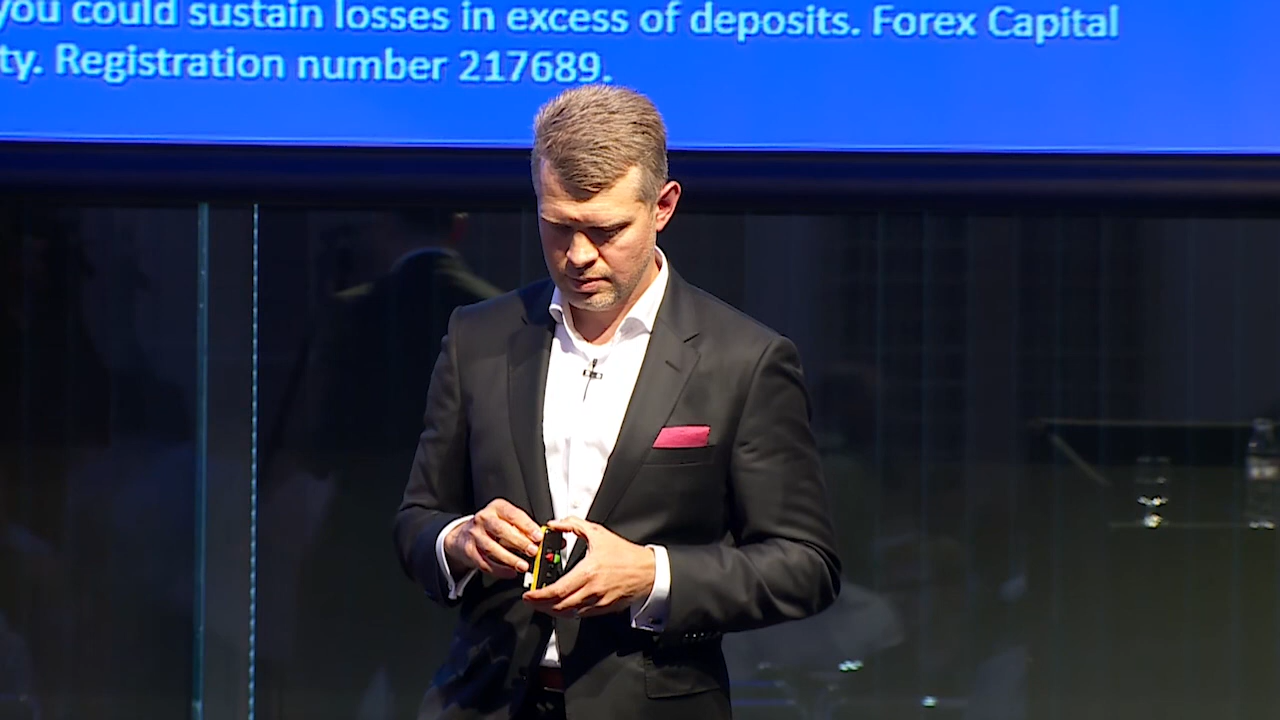 you could sustain losses in excess of deposits. Forex Capital
ty. Registration number 217689.